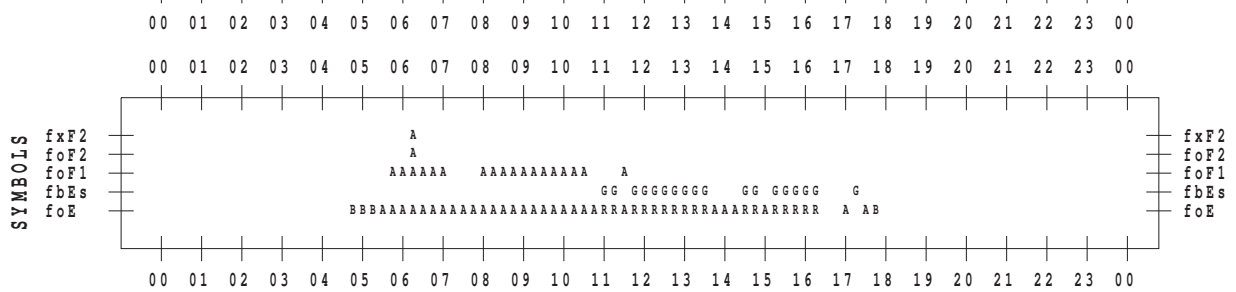 00 01 02 03 04 05 06 07 08 09 10 11 12 13 14 15 16 17 18 19 20 21 22 23 00
00 01 02 03 04 05 06 07 08 09 10 11 12 13 14 15 16 17 18 19 20 21 22 23 00
SYMBOLS
fxF2 A fxF2
foF2 A foF2
foF1 AAAAAA AAAAAAAAAAA A foF1
fbEs GG GGGGGGGG GG GGGGG G fbEs
foE BBBAAAAAAAAAAAAAAAAAAAAAARRARRRRRRRRAAARRARRRRR A AB foE
00 01 02 03 04 05 06 07 08 09 10 11 12 13 14 15 16 17 18 19 20 21 22 23 00